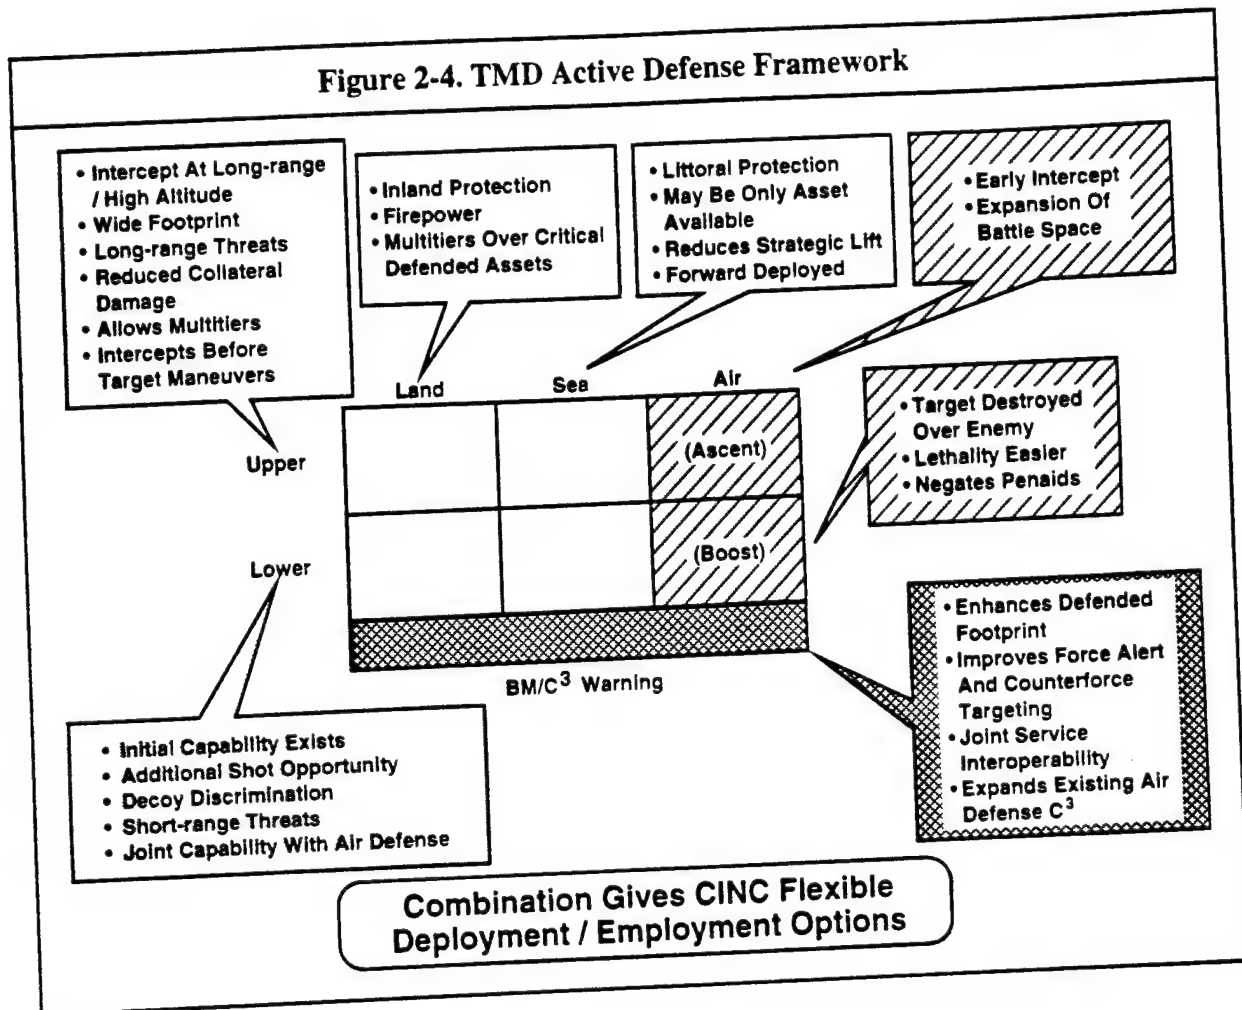 Figure 2-4. TMD Active Defense Framework
• Intercept At Long-range
/ High Altitude
• Wide Footprint
• Long-range Threats
• Reduced Collateral
Damage
• Allows Multitiers
• Intercepts Before
Target Maneuvers
• Inland Protection
• Firepower
• Multitiers Over Critical
Defended Assets
• Littoral Protection
• May Be Only Asset
Available
• Reduces Strategic Lift
• Forward Deployed
• Early Intercept
• Expansion Of
Battle Space
Land
Sea
Air
Upper
(Ascent)
• Target Destroyed
Over Enemy
• Lethality Easier
• Negates Penaids
Lower
(Boost)
BM/C³ Warning
• Enhances Defended
Footprint
• Improves Force Alert
And Counterforce
Targeting
• Joint Service
Interoperability
• Expands Existing Air
Defense C³
• Initial Capability Exists
• Additional Shot Opportunity
• Decoy Discrimination
• Short-range Threats
• Joint Capability With Air Defense
Combination Gives CINC Flexible
Deployment / Employment Options